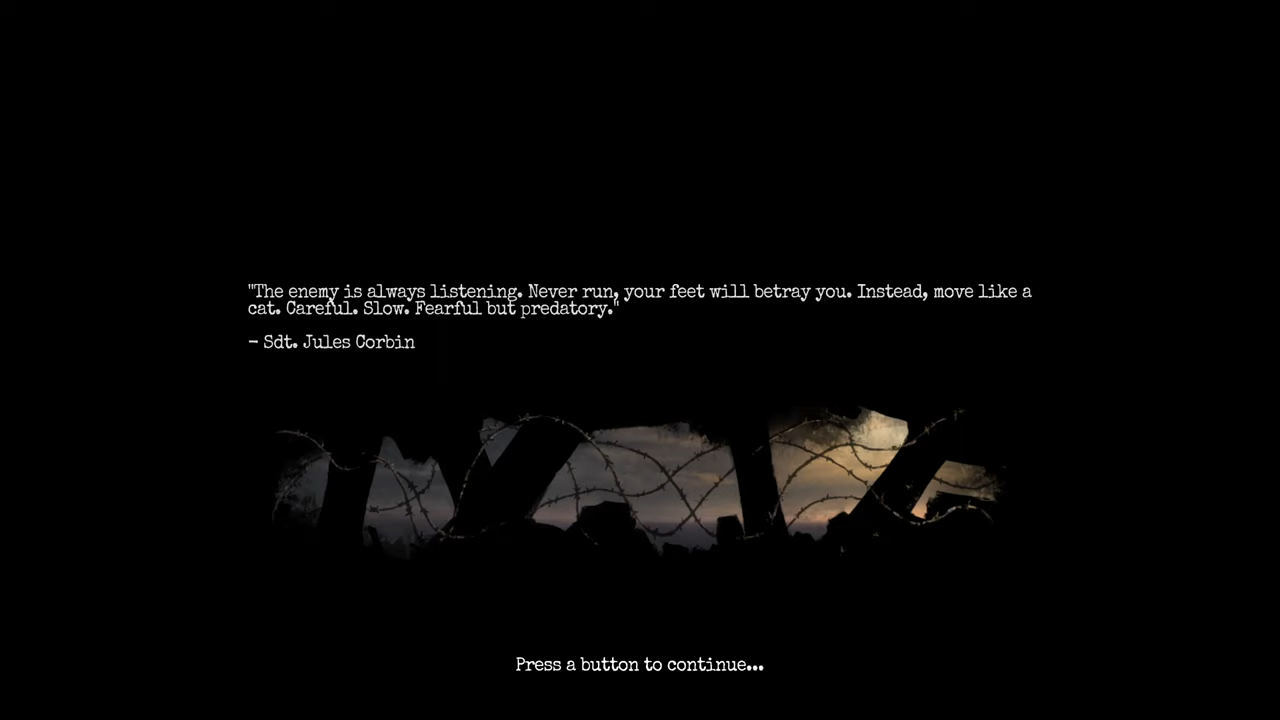 "The enemy is always listening. Never run, your feet will betray you. Instead, move like a
cat. Careful. Slow. Fearful but predatory."
- Sdt. Jules Corbin
Press a button to continue...